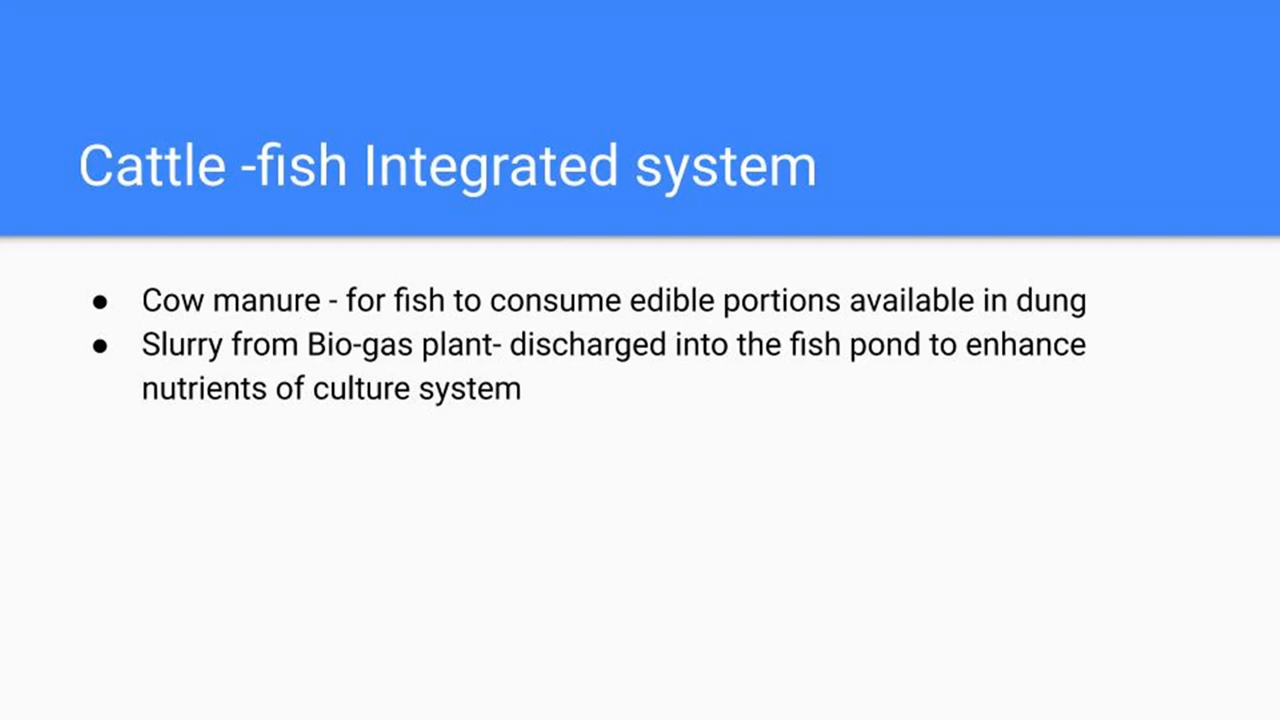 Cattle -fish Integrated system
● Cow manure - for fish to consume edible portions available in dung
● Slurry from Bio-gas plant- discharged into the fish pond to enhance
nutrients of culture system